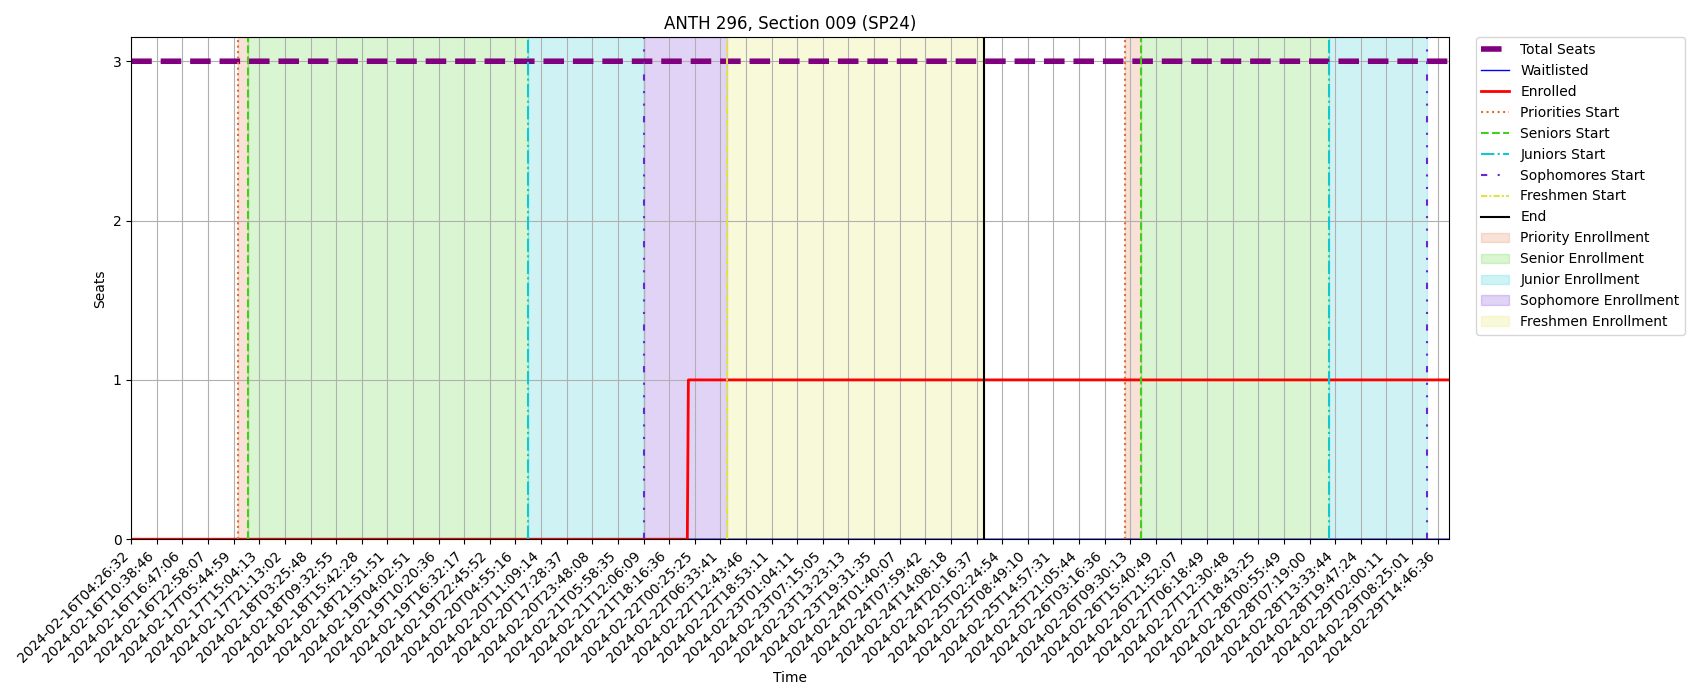 ANTH 296, Section 009 (SP24)
Seats
3
2
1
0
2024-02-16T04:26:32
2024-02-16T10:38:46
2024-02-16T16:47:06
2024-02-16T22:58:07
2024-02-17T05:44:59
2024-02-17T15:04:13
2024-02-17T21:13:02
2024-02-18T03:25:48
2024-02-18T09:32:55
2024-02-18T15:42:28
2024-02-18T21:51:51
2024-02-19T04:02:51
2024-02-19T10:20:36
2024-02-19T16:32:17
2024-02-19T22:45:52
2024-02-20T04:55:16
2024-02-20T11:09:14
2024-02-20T17:28:37
2024-02-20T23:48:08
2024-02-21T05:58:35
2024-02-21T12:06:09
2024-02-21T18:16:36
2024-02-22T00:25:25
2024-02-22T06:33:41
2024-02-22T12:43:46
2024-02-22T18:53:11
2024-02-23T01:04:11
2024-02-23T07:15:05
2024-02-23T13:23:13
2024-02-23T19:31:35
2024-02-24T01:40:07
2024-02-24T07:59:42
2024-02-24T14:08:18
2024-02-24T20:16:37
2024-02-25T02:24:54
2024-02-25T08:49:10
2024-02-25T14:57:31
2024-02-25T21:05:44
2024-02-26T03:16:36
2024-02-26T09:30:13
2024-02-26T15:40:49
2024-02-26T21:52:07
2024-02-27T06:18:49
2024-02-27T12:30:48
2024-02-27T18:43:25
2024-02-28T00:55:49
2024-02-28T07:19:00
2024-02-28T13:33:44
2024-02-28T19:47:24
2024-02-29T02:00:11
2024-02-29T08:25:01
2024-02-29T14:46:36
Time
Total Seats
Waitlisted
Enrolled
Priorities Start
Seniors Start
Juniors Start
Sophomores Start
Freshmen Start
End
Priority Enrollment
Senior Enrollment
Junior Enrollment
Sophomore Enrollment
Freshmen Enrollment